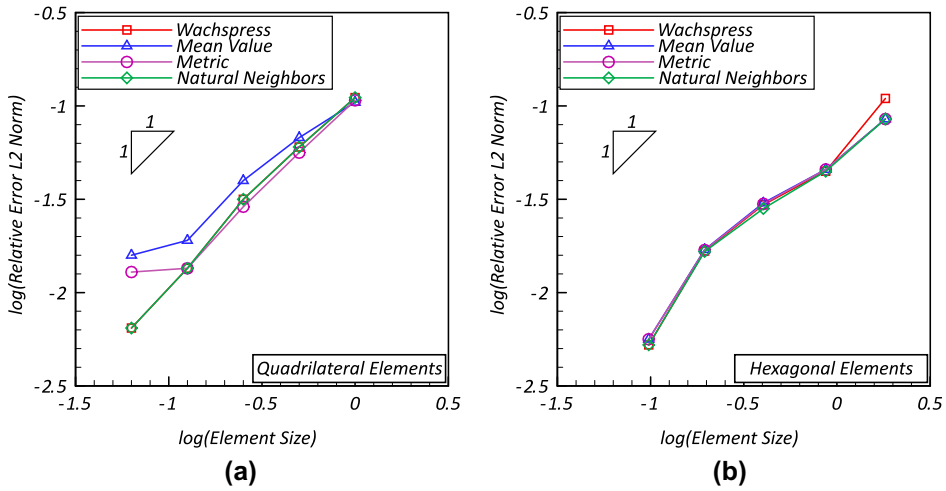 -0.5
Wachspress
Mean Value
Metric
Natural Neighbors
-1
1
1
-1.5
-2
-2.5
log(Relative Error L2 Norm)
Quadrilateral Elements
-1.5
-1
-0.5
0
0.5
log(Element Size)
(a)
-0.5
Wachspress
Mean Value
Metric
Natural Neighbors
-1
1
1
-1.5
-2
-2.5
log(Relative Error L2 Norm)
Hexagonal Elements
-1.5
-1
-0.5
0
0.5
log(Element Size)
(b)